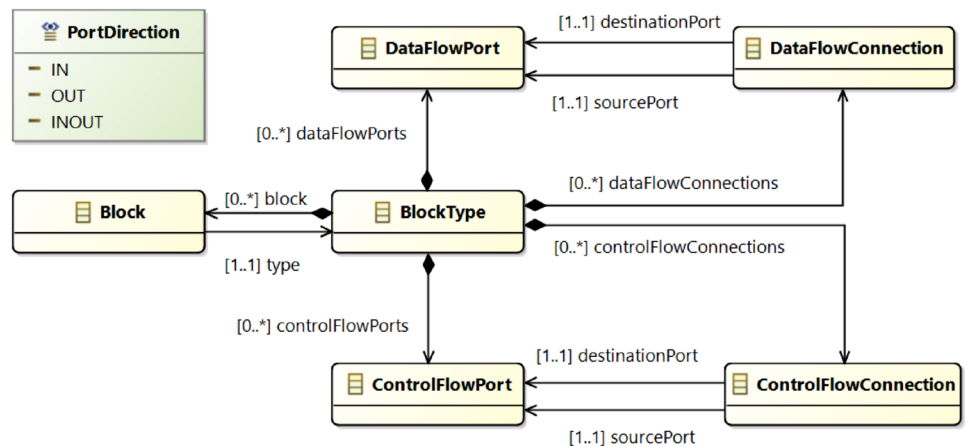 PortDirection
IN
OUT
INOUT
DataFlowPort
[1..1] destinationPort
[1..1] sourcePort
DataFlowConnection
[0..*] dataFlowPorts
[0..*] dataFlowConnections
Block
[0..*] block
[1..1] type
BlockType
[0..*] controlFlowConnections
[0..*] controlFlowPorts
ControlFlowPort
[1..1] destinationPort
[1..1] sourcePort
ControlFlowConnection